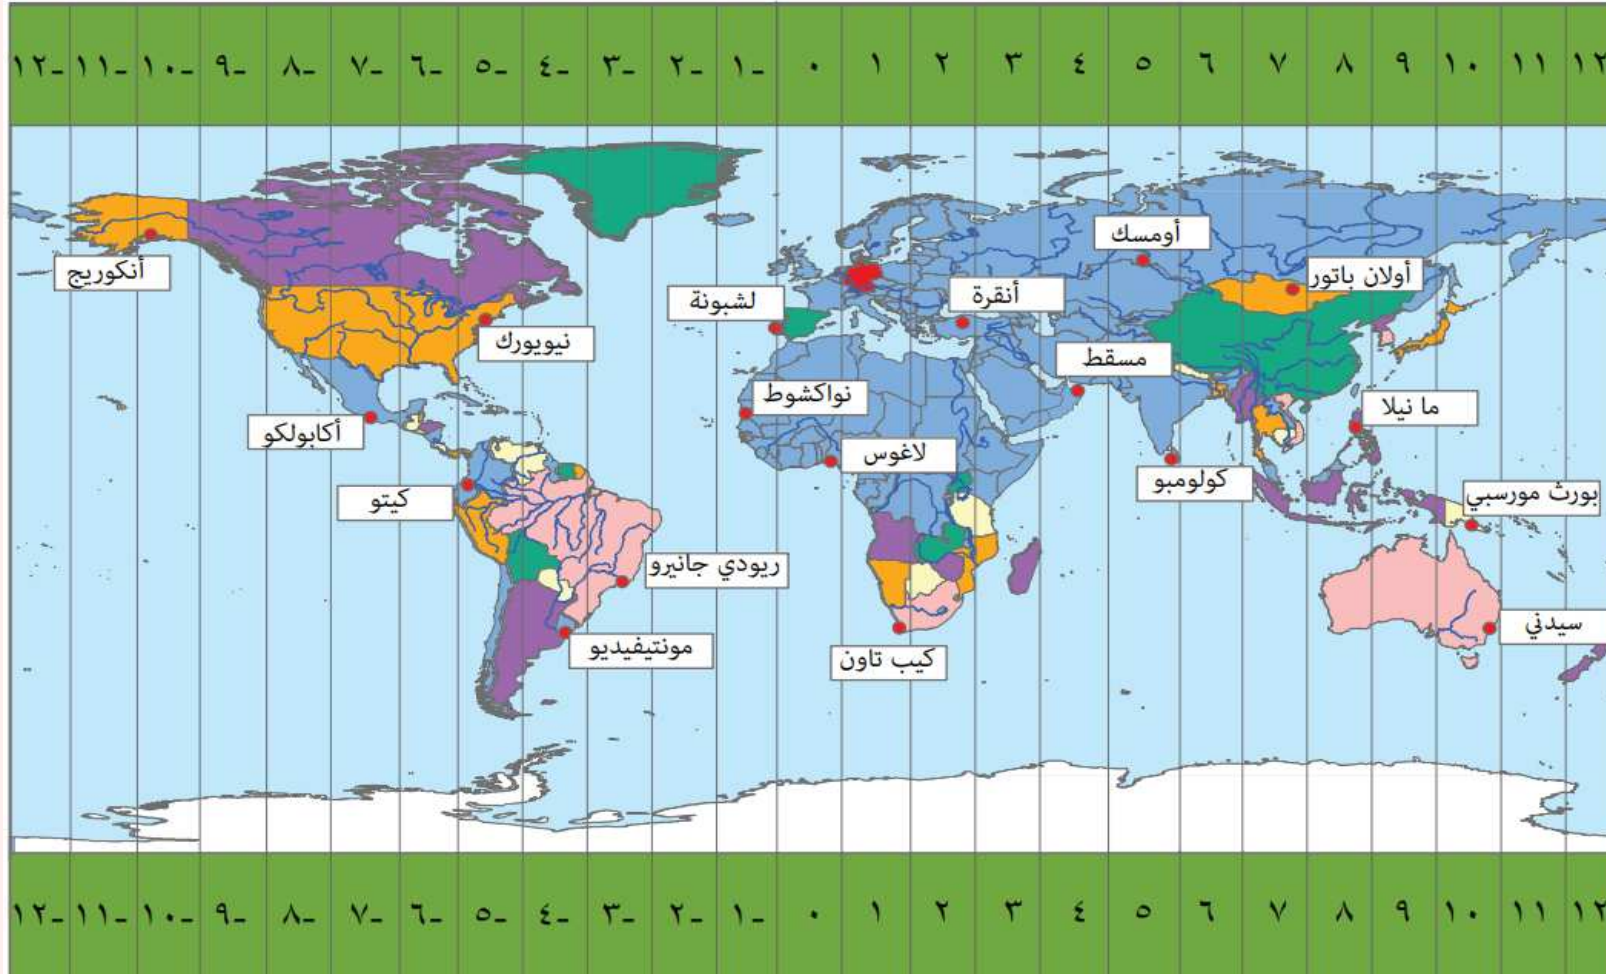 -١٢ -١١ -١٠ -٩ -٨ -٧ -٦ -٥ -٤ -٣ -٢ -١ ٠ ١ ٢ ٣ ٤ ٥ ٦ ٧ ٨ ٩ ١٠ ١١ ١٢
أومسك
أنكوريج
أولان باتور
لشبونة
أنقرة
نيويورك
مسقط
نواكشوط
ما نيلا
أكابولكو
لاغوس
كولومبو
كيتو
بورث مورسبي
ريودي جانيرو
سيدني
مونتيفيديو
كيب تاون
-١٢ -١١ -١٠ -٩ -٨ -٧ -٦ -٥ -٤ -٣ -٢ -١ ٠ ١ ٢ ٣ ٤ ٥ ٦ ٧ ٨ ٩ ١٠ ١١ ١٢